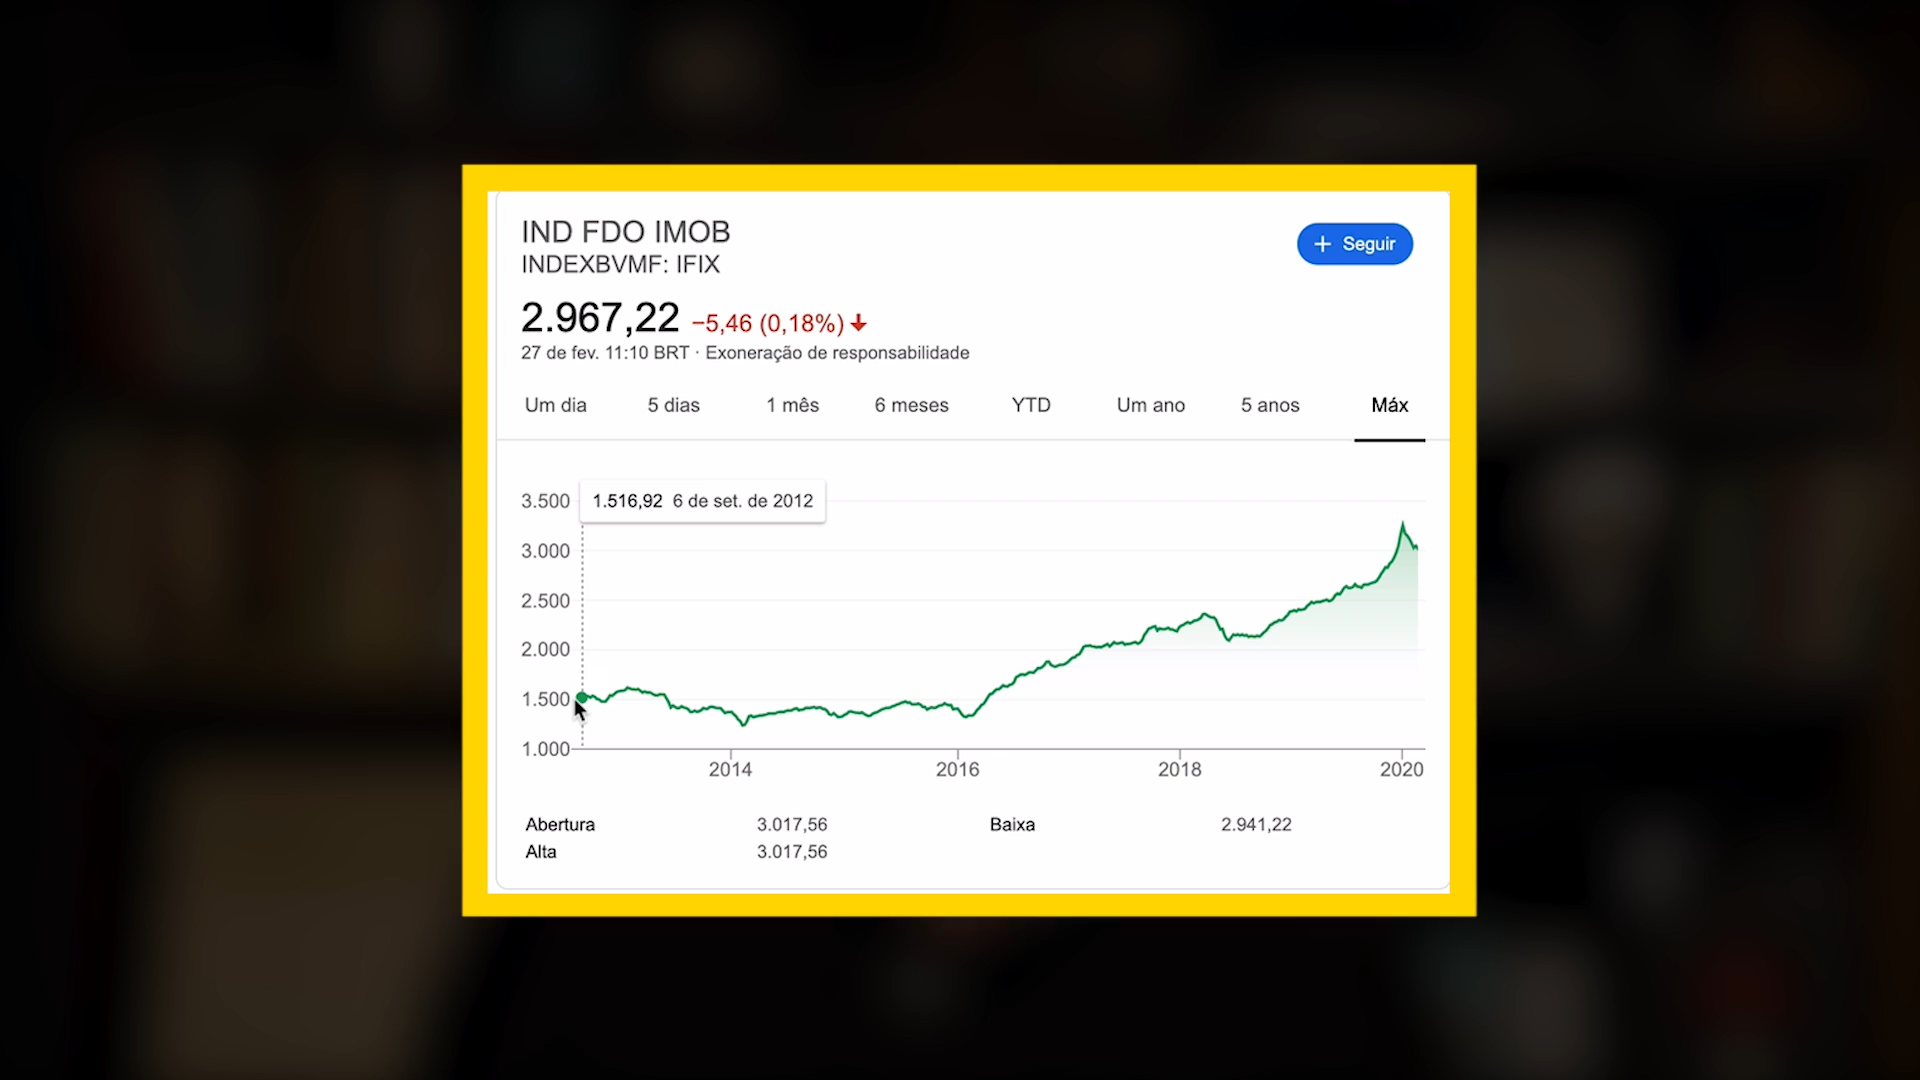 IND FDO IMOB
+ Seguir
INDEXBVMF: IFIX
2.967,22 −5,46 (0,18%)
27 de fev. 11:10 BRT · Exoneração de responsabilidade
Um dia 5 dias 1 mês 6 meses YTD Um ano 5 anos Máx
3.500
1.516,92 6 de set. de 2012
3.000
2.500
2.000
1.500
1.000
2014 2016 2018 2020
Abertura 3.017,56 Baixa 2.941,22
Alta 3.017,56